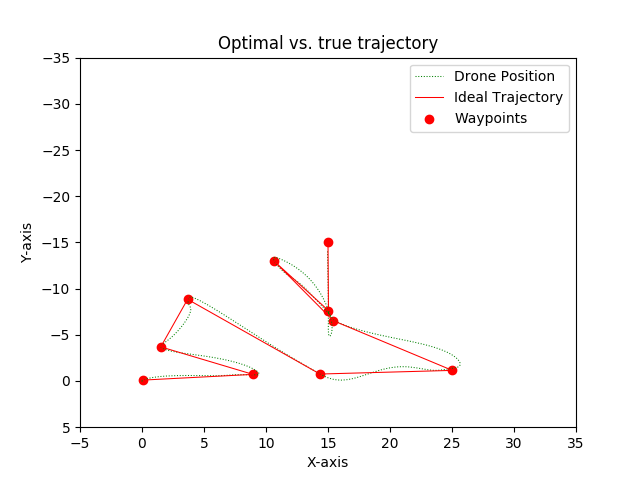 Optimal vs. true trajectory
Drone Position
Ideal Trajectory
Waypoints
Y-axis
−35
−30
−25
−20
−15
−10
−5
0
5
−5 0 5 10 15 20 25 30 35
X-axis